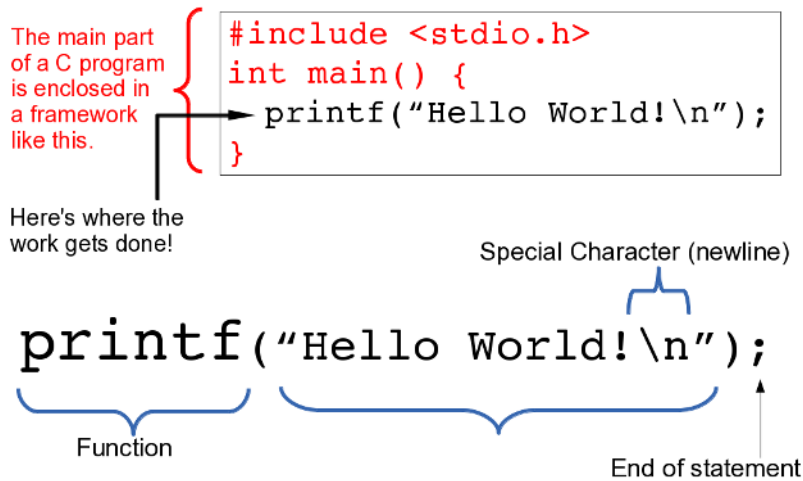 The main part
of a C program
is enclosed in
a framework
like this.
#include <stdio.h>
int main() {
printf(“Hello World!\n”);
}
Here's where the
work gets done!
Special Character (newline)
printf(“Hello World!\n”);
Function
End of statement